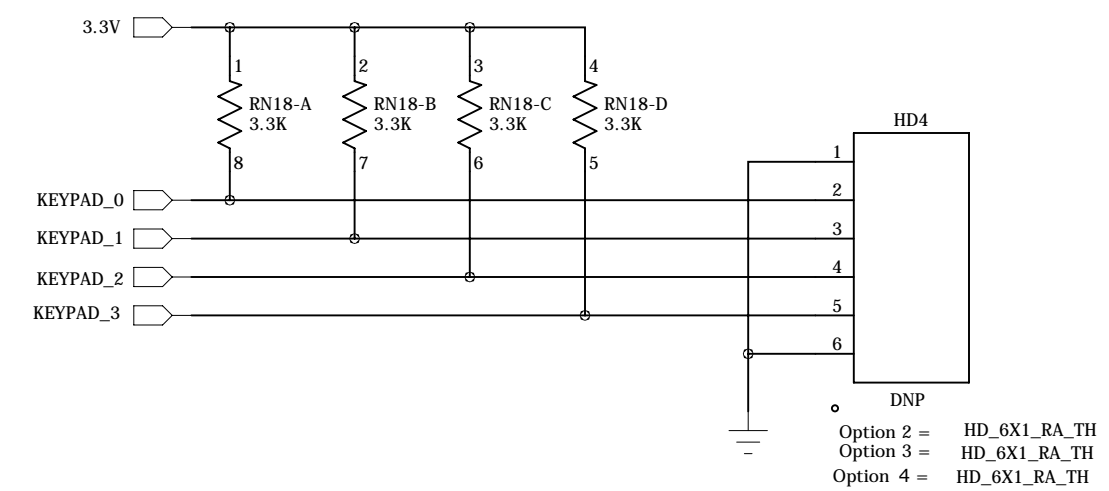 3.3V
1 2 3 4
RN18-A RN18-B RN18-C RN18-D
3.3K 3.3K 3.3K 3.3K
8 7 6 5
HD4
1
KEYPAD_0 2
KEYPAD_1 3
KEYPAD_2 4
KEYPAD_3 5
6
DNP
Option 2 = HD_6X1_RA_TH
Option 3 = HD_6X1_RA_TH
Option 4 = HD_6X1_RA_TH